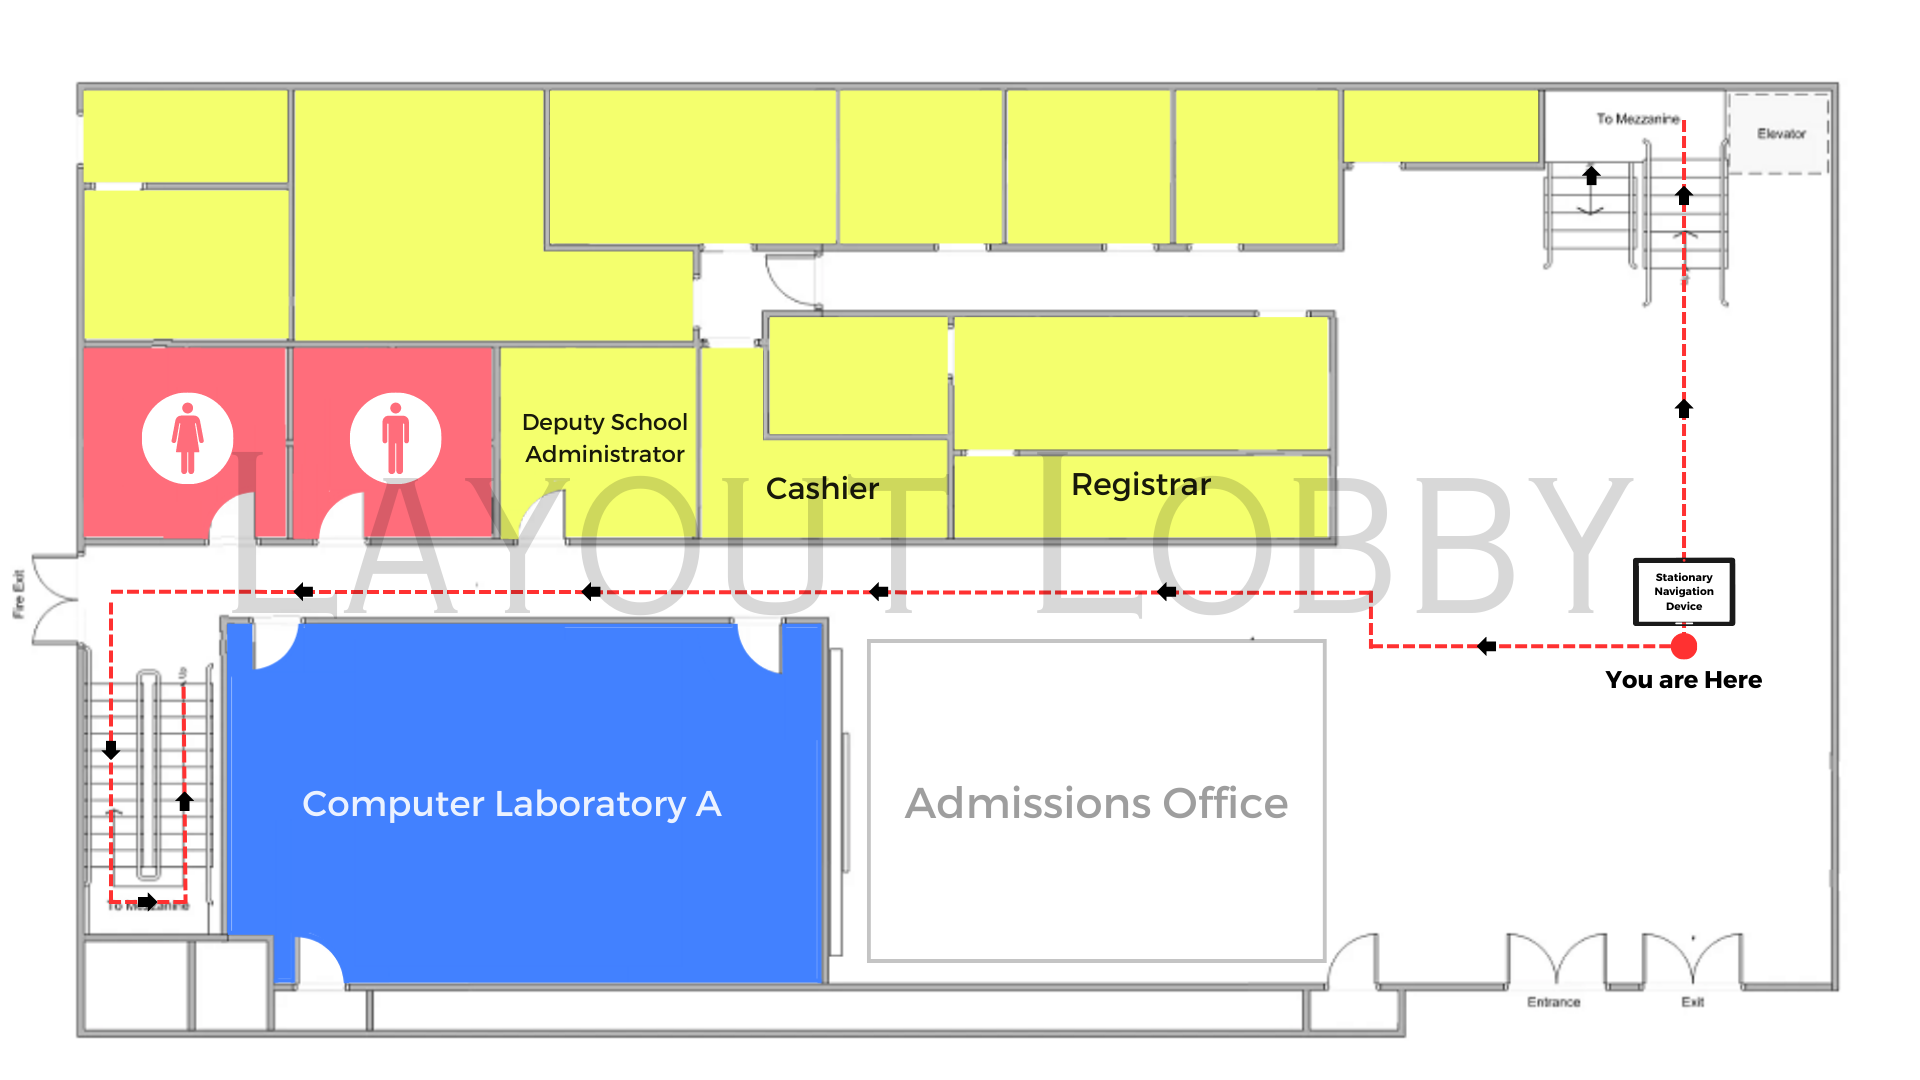 To Mezzanine
Elevator
Deputy School
Administrator
Cashier
Registrar
LAYOUT LOBBY
Fire Exit
Stationary
Navigation
Device
You are Here
Computer Laboratory A
Admissions Office
To Mezzanine
Entrance
Exit